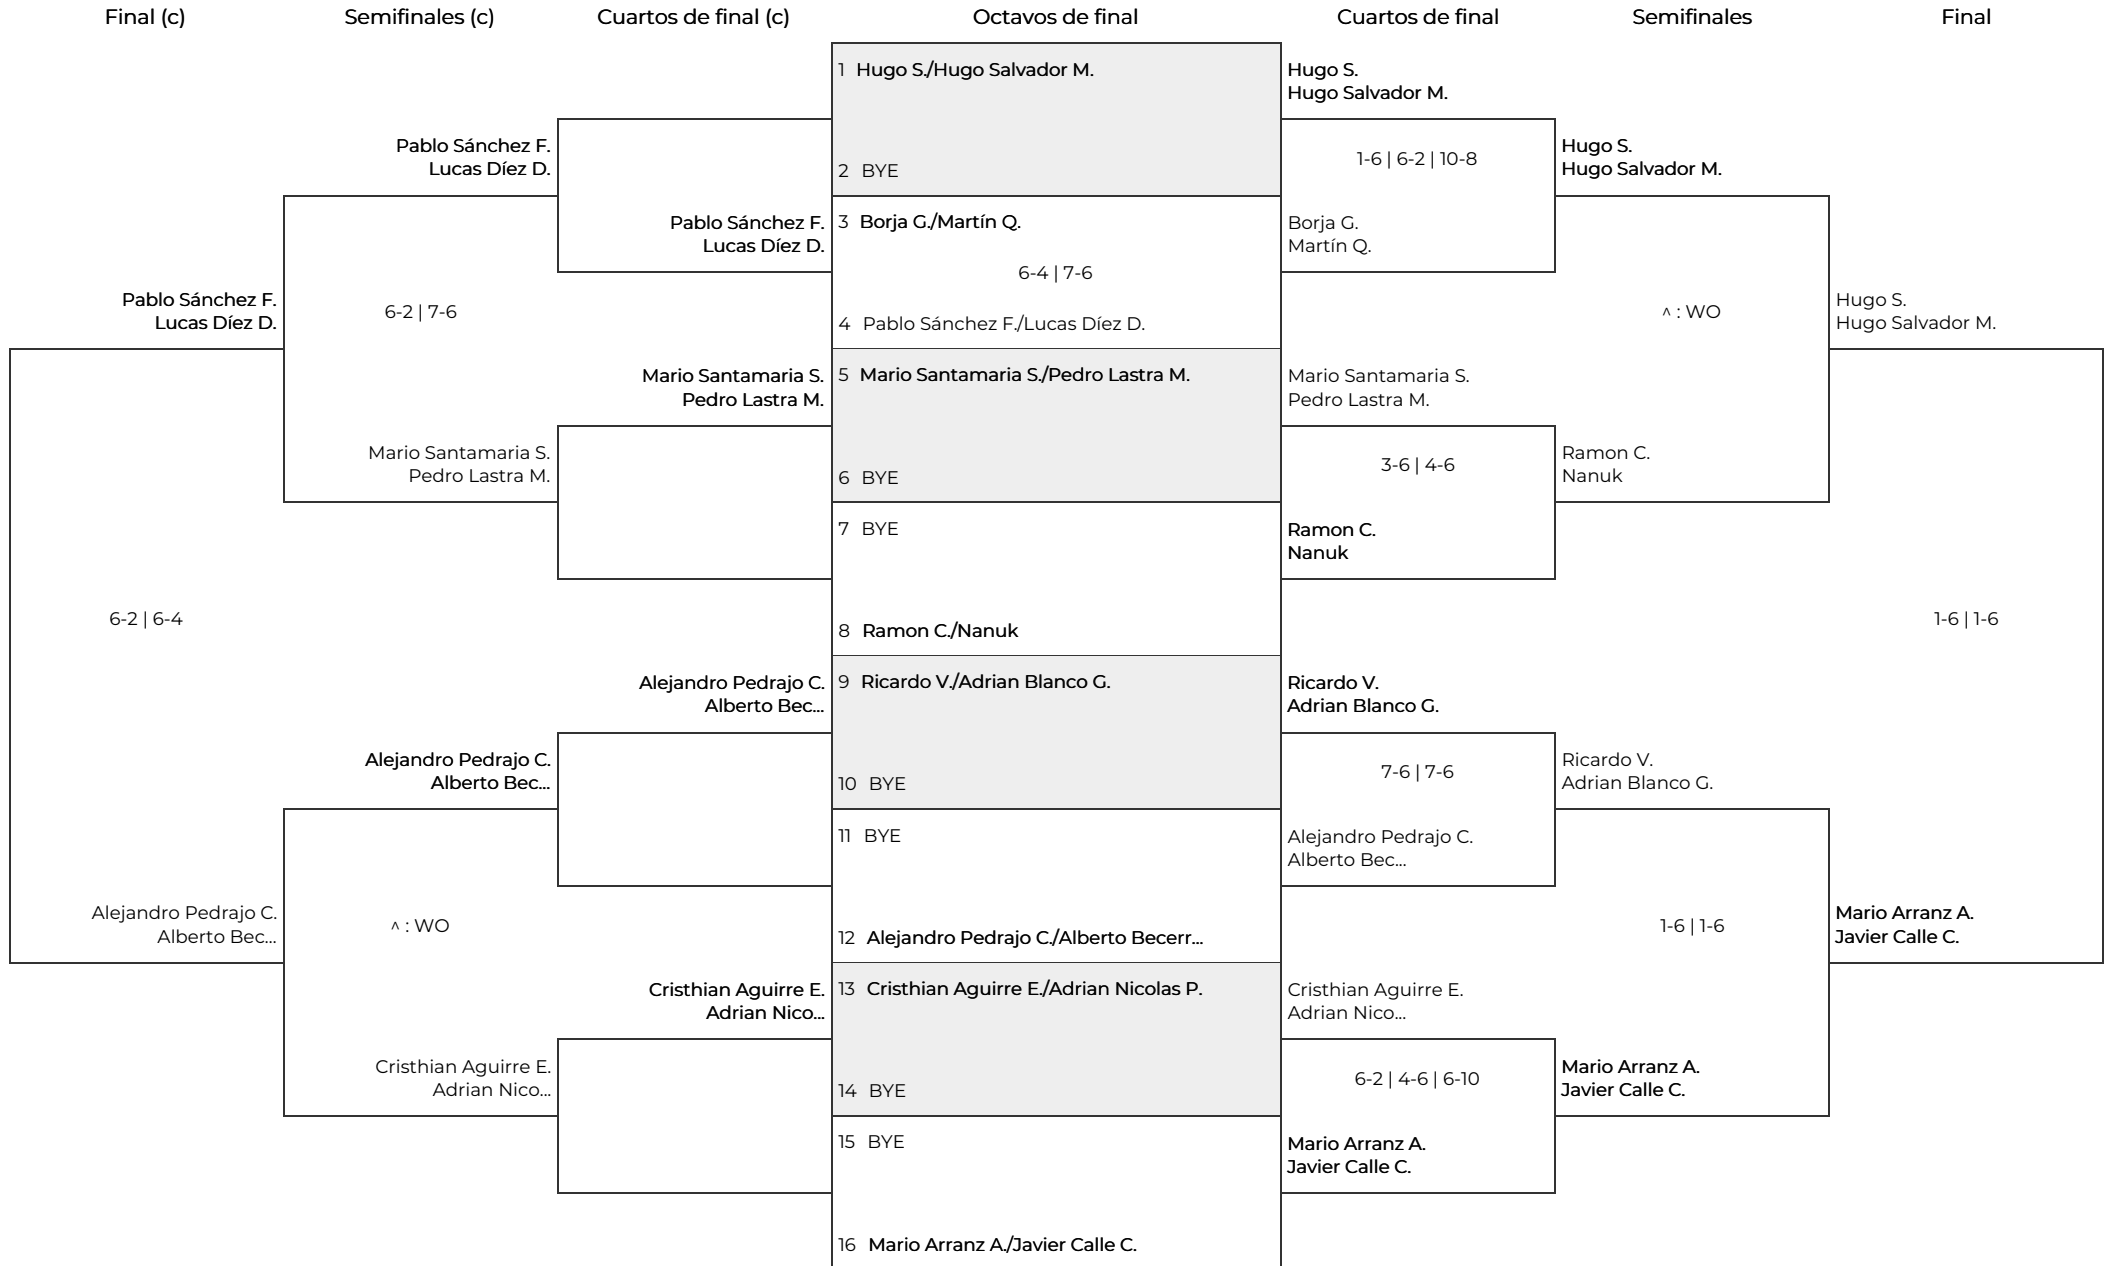 Final (c) Semifinales (c) Cuartos de final (c) Octavos de final Cuartos de final Semifinales Final
1 Hugo S./Hugo Salvador M.
2 BYE
3 Borja G./Martín Q.
6-4 | 7-6
4 Pablo Sánchez F./Lucas Díez D.
5 Mario Santamaria S./Pedro Lastra M.
6 BYE
7 BYE
8 Ramon C./Nanuk
9 Ricardo V./Adrian Blanco G.
10 BYE
11 BYE
12 Alejandro Pedrajo C./Alberto Becerr...
13 Cristhian Aguirre E./Adrian Nicolas P.
14 BYE
15 BYE
16 Mario Arranz A./Javier Calle C.
Pablo Sánchez F.
Lucas Díez D.
Mario Santamaria S.
Pedro Lastra M.
Alejandro Pedrajo C.
Alberto Bec...
Cristhian Aguirre E.
Adrian Nico...
Pablo Sánchez F.
Lucas Díez D.
6-2 | 7-6
Mario Santamaria S.
Pedro Lastra M.
Alejandro Pedrajo C.
Alberto Bec...
^ : WO
Cristhian Aguirre E.
Adrian Nico...
Pablo Sánchez F.
Lucas Díez D.
6-2 | 6-4
Alejandro Pedrajo C.
Alberto Bec...
Hugo S.
Hugo Salvador M.
1-6 | 6-2 | 10-8
Borja G.
Martín Q.
Mario Santamaria S.
Pedro Lastra M.
3-6 | 4-6
Ramon C.
Nanuk
Ricardo V.
Adrian Blanco G.
7-6 | 7-6
Alejandro Pedrajo C.
Alberto Bec...
Cristhian Aguirre E.
Adrian Nico...
6-2 | 4-6 | 6-10
Mario Arranz A.
Javier Calle C.
Hugo S.
Hugo Salvador M.
^ : WO
Ramon C.
Nanuk
Ricardo V.
Adrian Blanco G.
1-6 | 1-6
Mario Arranz A.
Javier Calle C.
Hugo S.
Hugo Salvador M.
1-6 | 1-6
Mario Arranz A.
Javier Calle C.